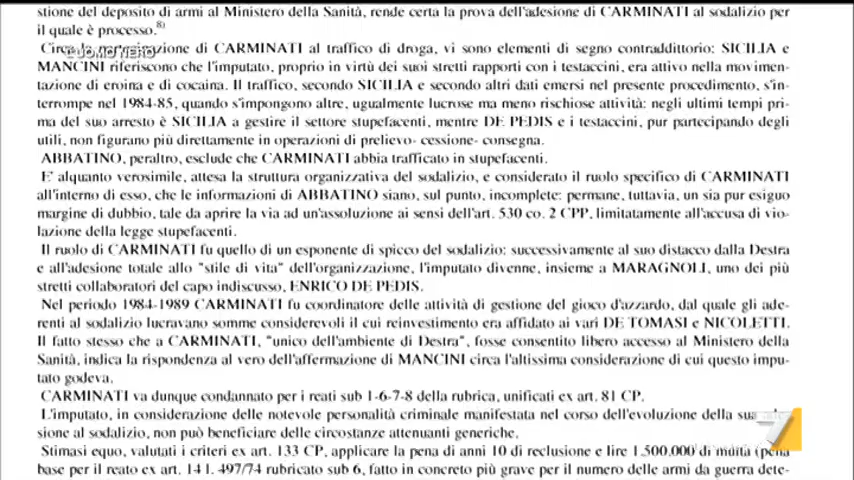 stione del deposito di armi al Ministero della Sanità, rende certa la prova dell'adesione di CARMINATI al sodalizio per
il quale è processo.8)
Circa la partecipazione di CARMINATI al traffico di droga, vi sono elementi di segno contraddittorio: SICILIA e
L'UOMO NERO
MANCINI riferiscono che l'imputato, proprio in virtù dei suoi stretti rapporti con i testaccini, era attivo nella movimen-
tazione di eroina e di cocaina. Il traffico, secondo SICILIA e secondo altri dati emersi nel presente procedimento, s'in-
terrompe nel 1984-85, quando s'impongono altre, ugualmente lucrose ma meno rischiose attività: negli ultimi tempi pri-
ma del suo arresto è SICILIA a gestire il settore stupefacenti, mentre DE PEDIS e i testaccini, pur partecipando degli
utili, non figurano più direttamente in operazioni di prelievo- cessione- consegna.
ABBATINO, peraltro, esclude che CARMINATI abbia trafficato in stupefacenti.
E' alquanto verosimile, attesa la struttura organizzativa del sodalizio, e considerato il ruolo specifico di CARMINATI
all'interno di esso, che le informazioni di ABBATINO siano, sul punto, incomplete: permane, tuttavia, un sia pur esiguo
margine di dubbio, tale da aprire la via ad un'assoluzione ai sensi dell'art. 530 co. 2 CPP, limitatamente all'accusa di vio-
lazione della legge stupefacenti.
Il ruolo di CARMINATI fu quello di un esponente di spicco del sodalizio: successivamente al suo distacco dalla Destra
e all'adesione totale allo "stile di vita" dell'organizzazione, l'imputato divenne, insieme a MARAGNOLI, uno dei più
stretti collaboratori del capo indiscusso, ENRICO DE PEDIS.
Nel periodo 1984-1989 CARMINATI fu coordinatore delle attività di gestione del gioco d'azzardo, dal quale gli ade-
renti al sodalizio lucravano somme considerevoli il cui reinvestimento era affidato ai vari DE TOMASI e NICOLETTI.
Il fatto stesso che a CARMINATI, "unico dell'ambiente di Destra", fosse consentito libero accesso al Ministero della
Sanità, indica la rispondenza al vero dell'affermazione di MANCINI circa l'altissima considerazione di cui questo impu-
tato godeva.
CARMINATI va dunque condannato per i reati sub 1-6-7-8 della rubrica, unificati ex art. 81 CP.
L'imputato, in considerazione delle notevole personalità criminale manifestata nel corso dell'evoluzione della sua ade-
sione al sodalizio, non può beneficiare delle circostanze attenuanti generiche.
Stimasi equo, valutati i criteri ex art. 133 CP, applicare la pena di anni 10 di reclusione e lire 1.500.000 di multa (pena
base per il reato ex art. 14 l. 497/74 rubricato sub 6, fatto in concreto più grave per il numero delle armi da guerra dete-